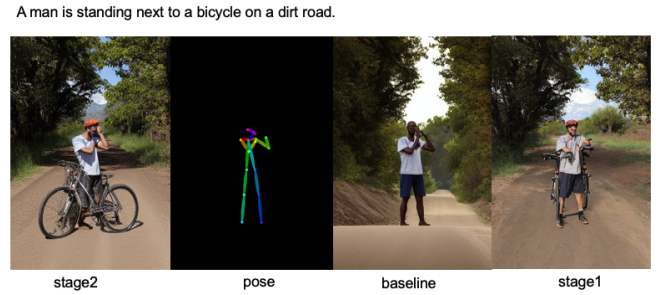 A man is standing next to a bicycle on a dirt road.
stage2
pose
baseline
stage1